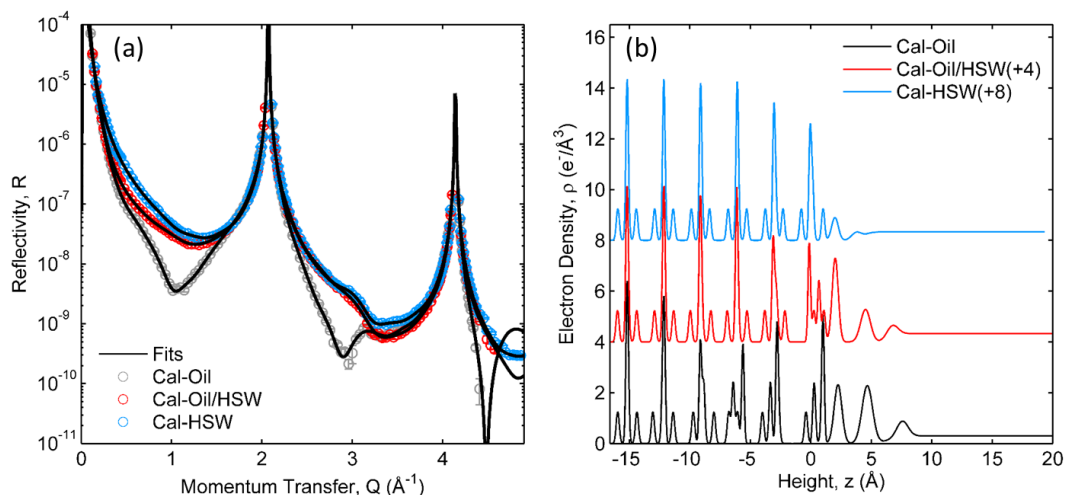 (a)
10⁻⁴
10⁻⁵
10⁻⁶
10⁻⁷
10⁻⁸
10⁻⁹
10⁻¹⁰
10⁻¹¹
Reflectivity, R
Fits
Cal-Oil
Cal-Oil/HSW
Cal-HSW
0 1 2 3 4
Momentum Transfer, Q (Å⁻¹)
(b)
Cal-Oil
Cal-Oil/HSW(+4)
Cal-HSW(+8)
16
14
12
10
8
6
4
2
0
Electron Density, ρ (e⁻/Å³)
-15 -10 -5 0 5 10 15 20
Height, z (Å)